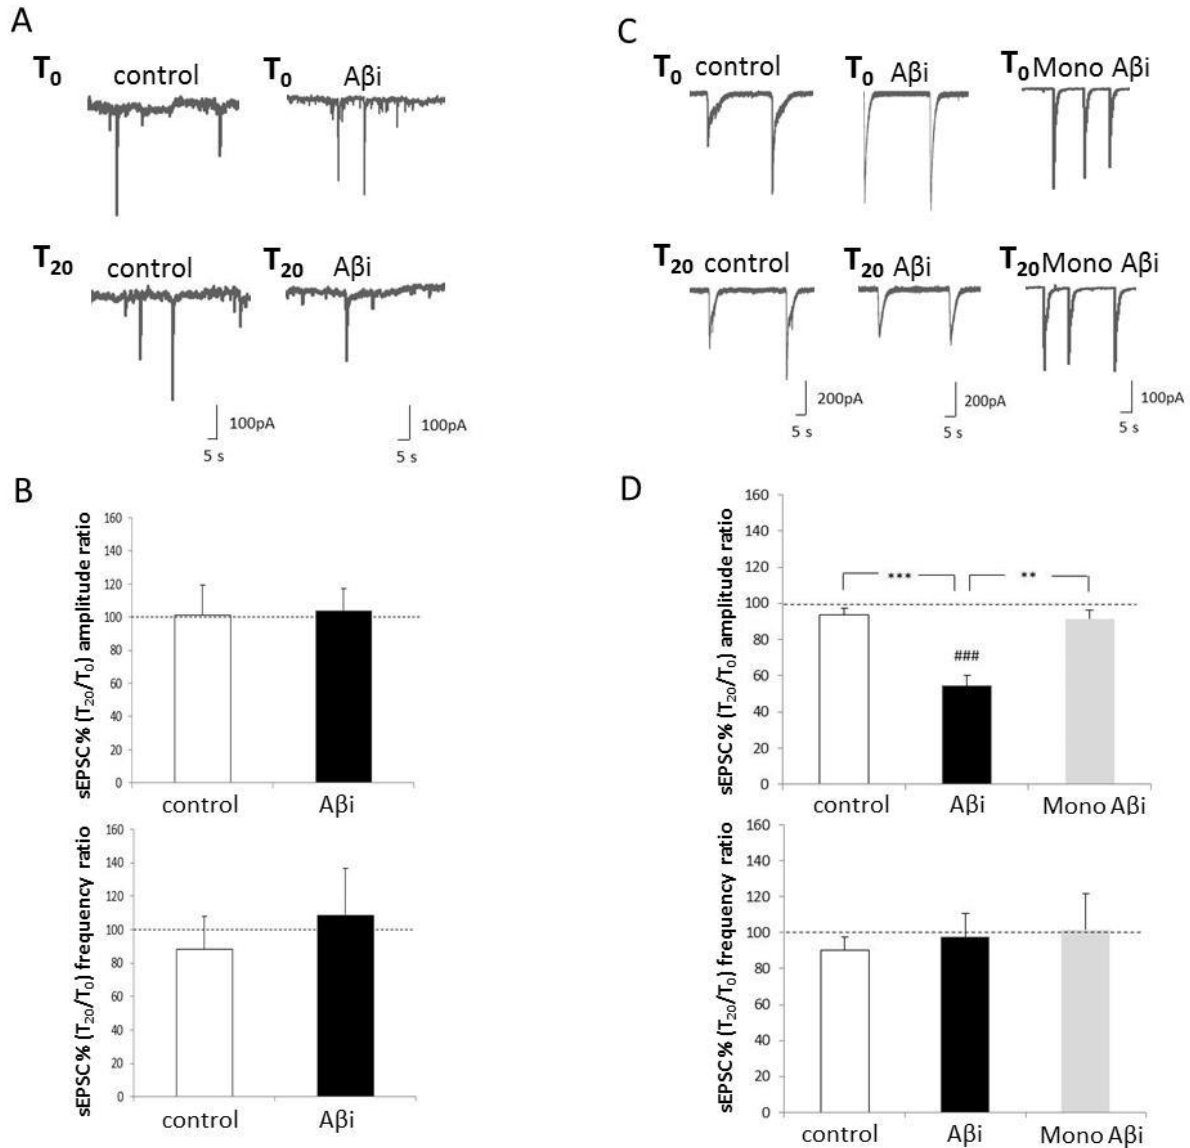 A
T0 control
T0 Aβi
T20 control
T20 Aβi
100pA
5 s
100pA
5 s
B
sEPSC % (T20/T0) amplitude ratio
160
140
120
100
80
60
40
20
0
control
Aβi
sEPSC % (T20/T0) frequency ratio
160
140
120
100
80
60
40
20
0
control
Aβi
C
T0 control
T0 Aβi
T0 Mono Aβi
T20 control
T20 Aβi
T20 Mono Aβi
200pA
5 s
200pA
5 s
100pA
5 s
D
sEPSC % (T20/T0) amplitude ratio
160
140
120
100
80
60
40
20
0
***
**
###
control
Aβi
Mono Aβi
sEPSC % (T20/T0) frequency ratio
160
140
120
100
80
60
40
20
0
control
Aβi
Mono Aβi